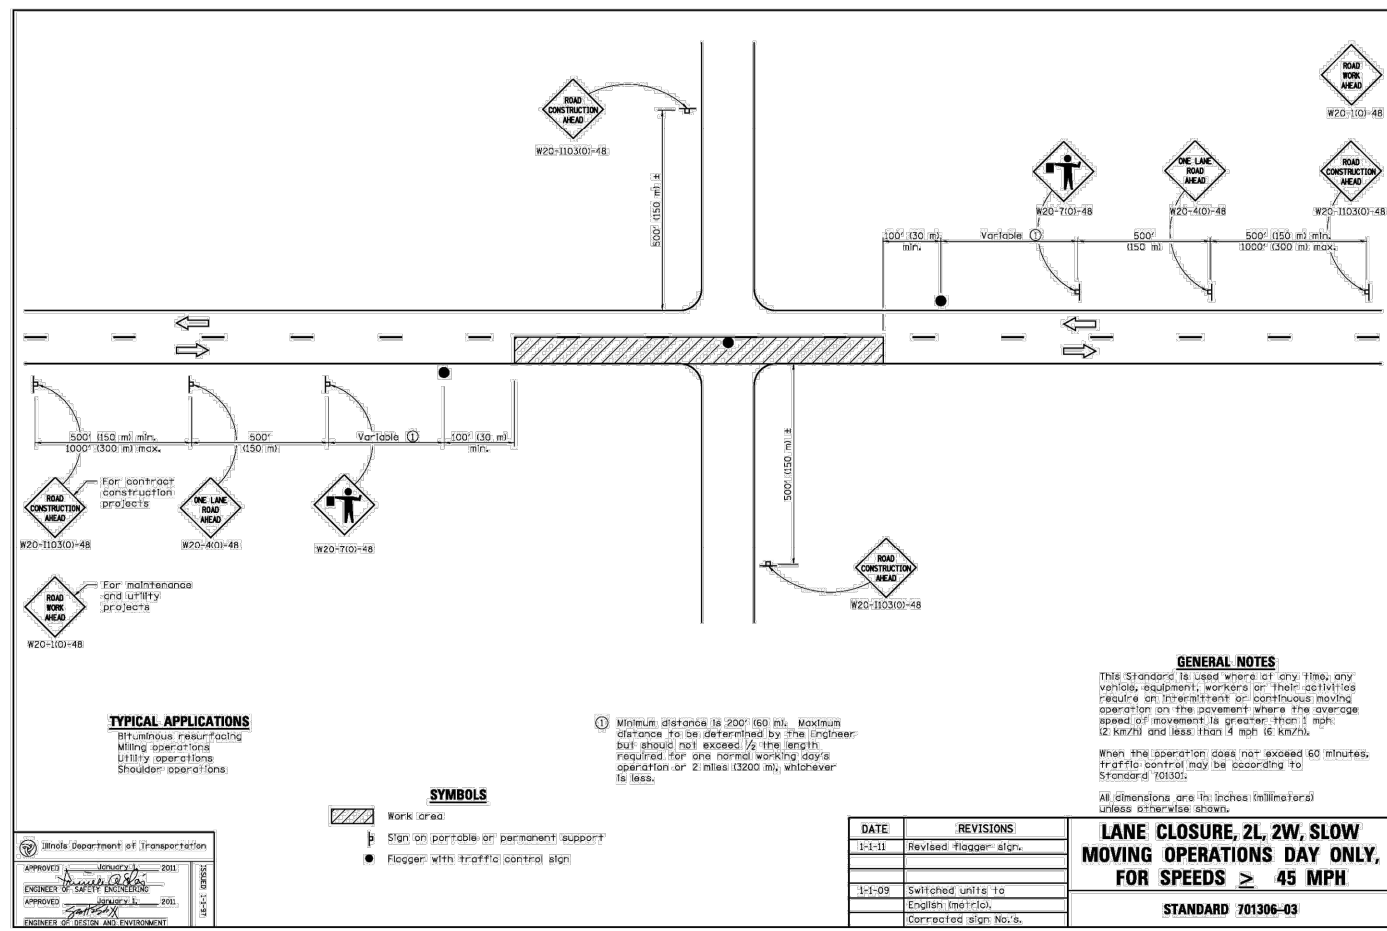 ROAD
CONSTRUCTION
AHEAD
W20-I103(O)-48
500' (150 m) ±
ROAD
WORK
AHEAD
W20-1(O)-48
W20-7(O)-48
ONE LANE
ROAD
AHEAD
W20-4(O)-48
ROAD
CONSTRUCTION
AHEAD
W20-I103(O)-48
100' (30 m)
min.
Variable ①
500'
(150 m)
500' (150 m) min.
1000' (300 m) max.
500' (150 m) min.
1000' (300 m) max.
500'
(150 m)
Variable ①
100' (30 m)
min.
ROAD
CONSTRUCTION
AHEAD
W20-I103(O)-48
For contract
construction
projects
ONE LANE
ROAD
AHEAD
W20-4(O)-48
W20-7(O)-48
500' (150 m) ±
ROAD
CONSTRUCTION
AHEAD
W20-I103(O)-48
ROAD
WORK
AHEAD
W20-1(O)-48
For maintenance
and utility
projects
TYPICAL APPLICATIONS
Bituminous resurfacing
Milling operations
Utility operations
Shoulder operations
① Minimum distance is 200' (60 m). Maximum
distance to be determined by the Engineer
but should not exceed 1/2 the length
required for one normal working day's
operation or 2 miles (3200 m), whichever
is less.
SYMBOLS
Work area
Sign on portable or permanent support
Flagger with traffic control sign
GENERAL NOTES
This Standard is used where at any time, any
vehicle, equipment, workers or their activities
require an intermittent or continuous moving
operation on the pavement where the average
speed of movement is greater than 1 mph
(2 km/h) and less than 4 mph (6 km/h).
When the operation does not exceed 60 minutes,
traffic control may be according to
Standard 701301.
All dimensions are in inches (millimeters)
unless otherwise shown.
Illinois Department of Transportation
APPROVED January 1, 2011
ENGINEER OF SAFETY ENGINEERING
APPROVED January 1, 2011
ENGINEER OF DESIGN AND ENVIRONMENT
ISSUED 1-1-97
DATE REVISIONS
1-1-11 Revised flagger sign.
1-1-09 Switched units to
English (metric).
Corrected sign No.'s.
LANE CLOSURE, 2L, 2W, SLOW
MOVING OPERATIONS DAY ONLY,
FOR SPEEDS ≥ 45 MPH
STANDARD 701306-03